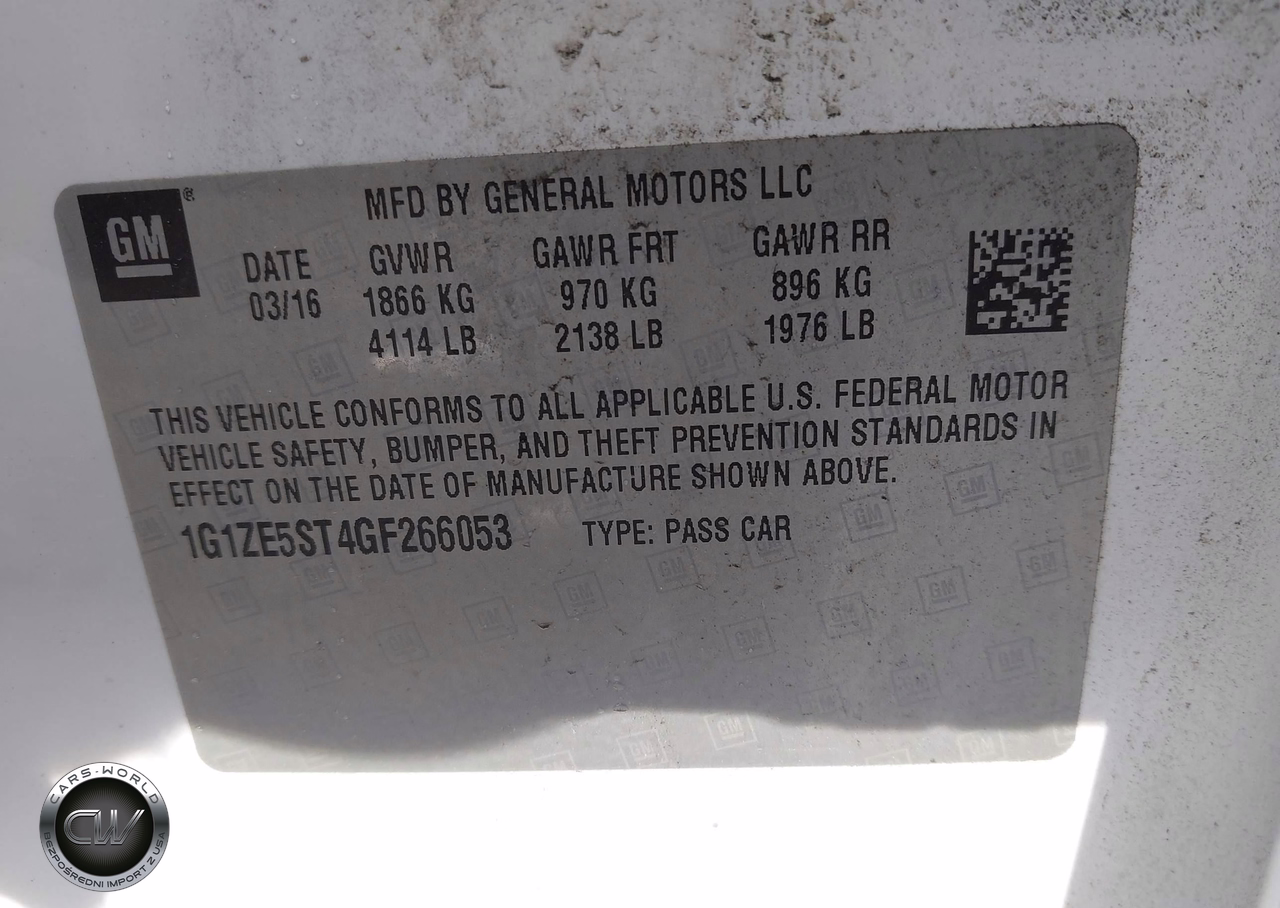 GM®
MFD BY GENERAL MOTORS LLC
DATE GVWR GAWR FRT GAWR RR
03/16 1866 KG 970 KG 896 KG
4114 LB 2138 LB 1976 LB
THIS VEHICLE CONFORMS TO ALL APPLICABLE U.S. FEDERAL MOTOR
VEHICLE SAFETY, BUMPER, AND THEFT PREVENTION STANDARDS IN
EFFECT ON THE DATE OF MANUFACTURE SHOWN ABOVE.
1G1ZE5ST4GF266053 TYPE: PASS CAR
CARS-WORLD
CW
BEZPOŚREDNI IMPORT Z USA